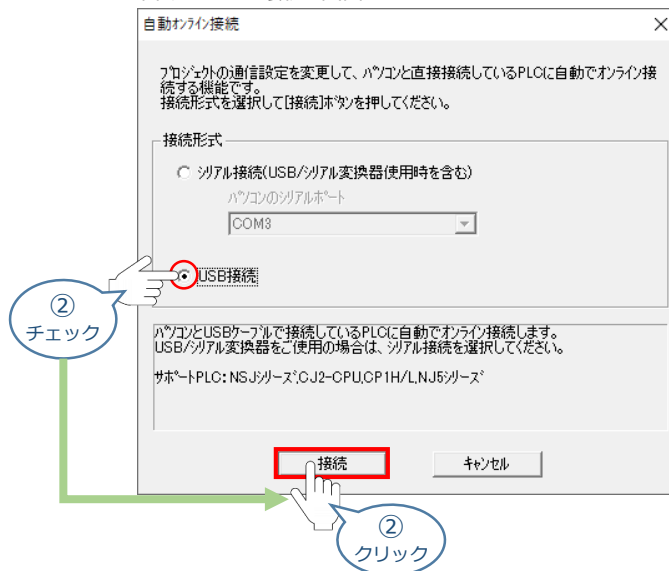 自動オンライン接続
プロジェクトの通信設定を変更して、パソコンと直接接続しているPLCに自動でオンライン接
続する機能です。
接続形式を選択して[接続]ボタンを押してください。
接続形式
シリアル接続(USB/シリアル変換器使用時を含む)
パソコンのシリアルポート
COM3
USB接続
②
チェック
パソコンとUSBケーブルで接続しているPLCに自動でオンライン接続します。
USB/シリアル変換器をご使用の場合は、シリアル接続を選択してください。
サポートPLC: NSJシリーズ,CJ2-CPU,CP1H/L,NJ5シリーズ
接続
キャンセル
②
クリック